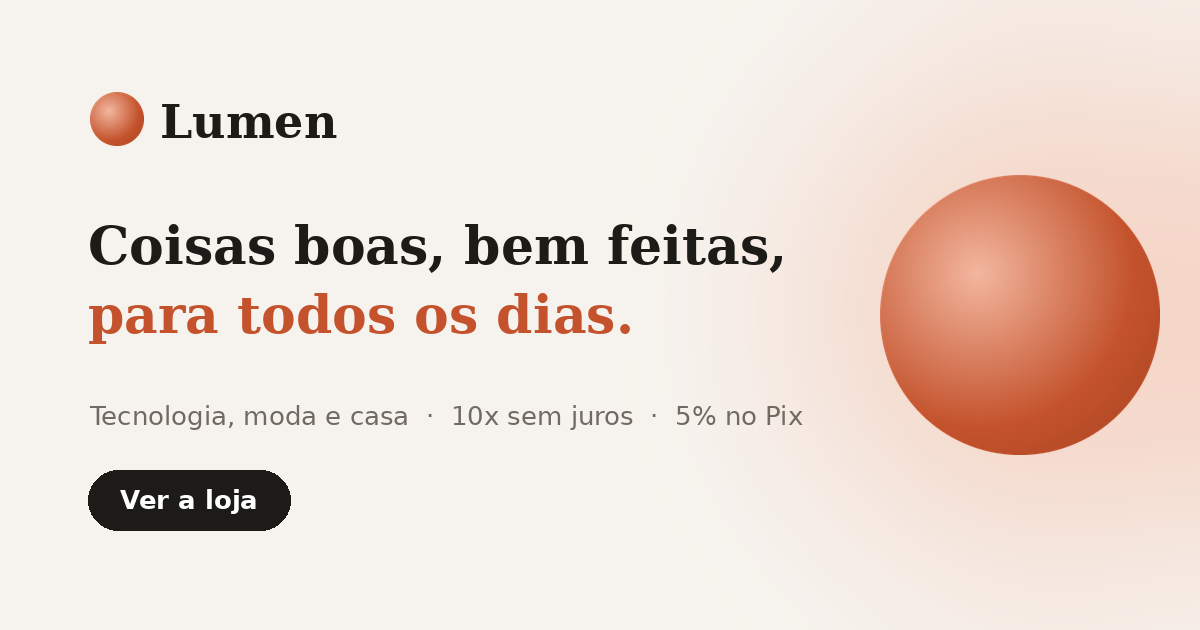 Lumen
Coisas boas, bem feitas,
para todos os dias.
Tecnologia, moda e casa · 10x sem juros · 5% no Pix
Ver a loja